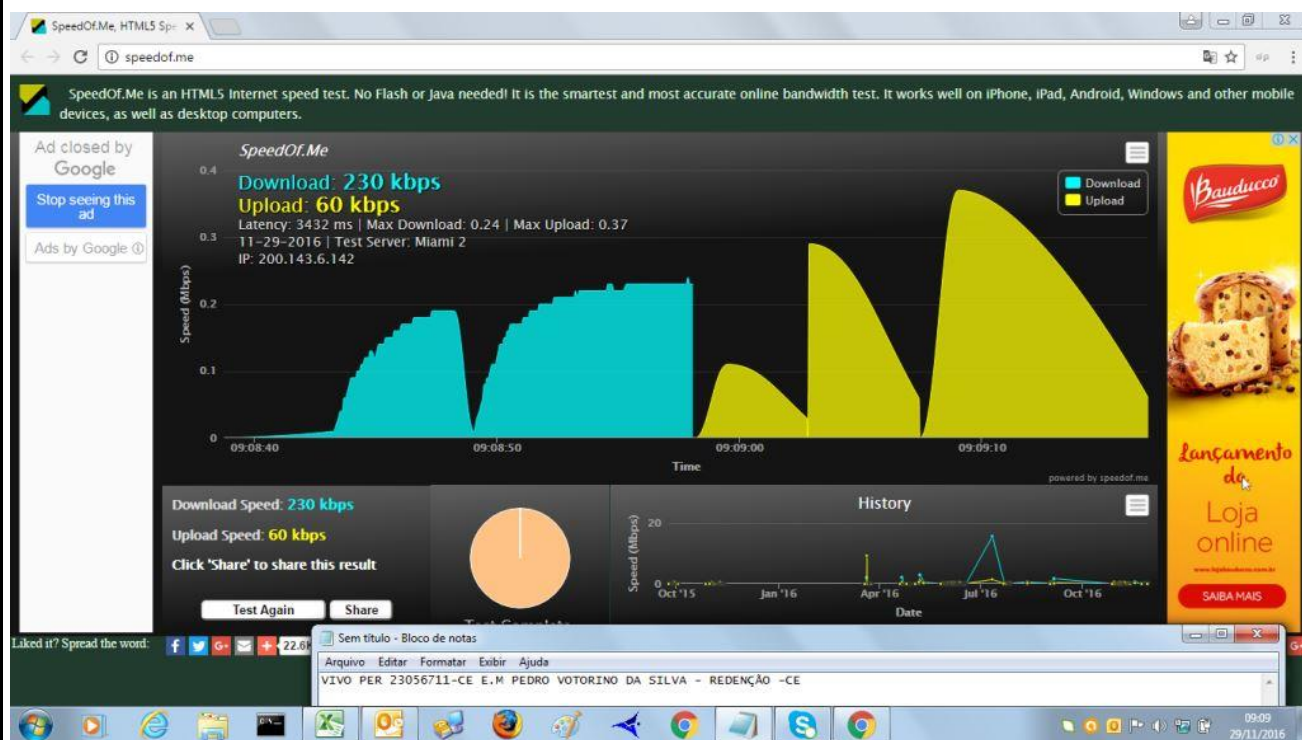 SpeedOf.Me, HTML5 Spe
speedof.me
SpeedOf.Me is an HTML5 Internet speed test. No Flash or Java needed! It is the smartest and most accurate online bandwidth test. It works well on iPhone, iPad, Android, Windows and other mobile
devices, as well as desktop computers.
Ad closed by
Google
Stop seeing this
ad
Ads by Google
SpeedOf.Me
Download: 230 kbps
Upload: 60 kbps
Latency: 3432 ms | Max Download: 0.24 | Max Upload: 0.37
11-29-2016 | Test Server: Miami 2
IP: 200.143.6.142
Download
Upload
Speed (Mbps)
0.4
0.3
0.2
0.1
0
09:08:40 09:08:50 09:09:00 09:09:10
Time
powered by speedof.me
Bauducco
Lançamento
da
Loja
online
www.lojabauducco.com.br
SAIBA MAIS
Download Speed: 230 kbps
Upload Speed: 60 kbps
Click 'Share' to share this result
Test Again Share
Test Complete
History
Speed (Mbps)
20
0
Oct '15 Jan '16 Apr '16 Jul '16 Oct '16
Date
Liked it? Spread the word:
22.6K
Sem título - Bloco de notas
Arquivo Editar Formatar Exibir Ajuda
VIVO PER 23056711-CE E.M PEDRO VOTORINO DA SILVA - REDENÇÃO -CE
09:09
29/11/2016